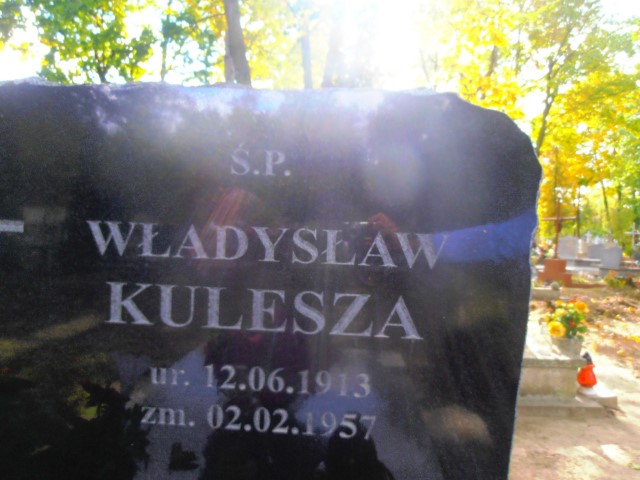 Ś.P.
WŁADYSŁAW
KULESZA
ur. 12.06.1913
zm. 02.02.1957